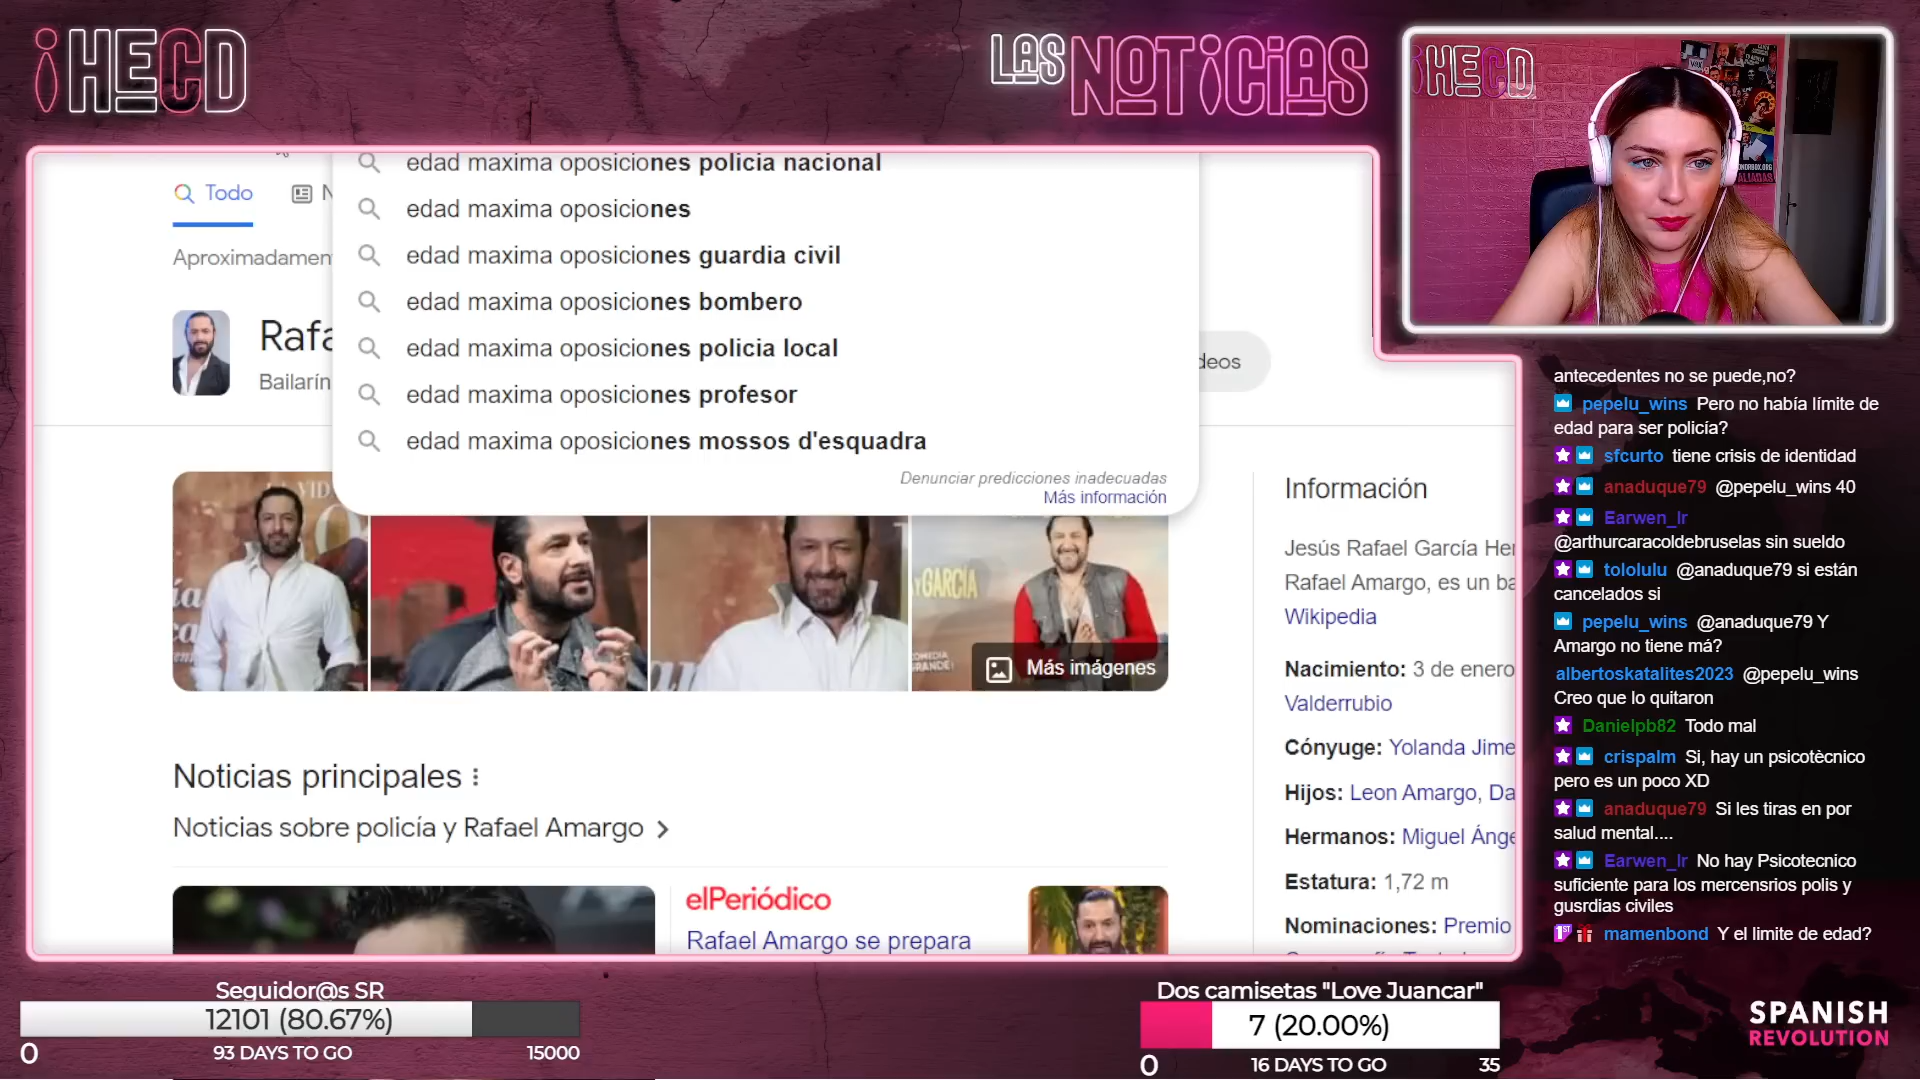 ¡HECD
LAS NOTICIAS
¡HECD
edad maxima oposiciones policia nacional
Todo
N
edad maxima oposiciones
Aproximadamen
edad maxima oposiciones guardia civil
edad maxima oposiciones bombero
Rafa
Bailarín
edad maxima oposiciones policia local
deos
edad maxima oposiciones profesor
edad maxima oposiciones mossos d'esquadra
Denunciar predicciones inadecuadas
Más información
Y GARCÍA
COMEDIA
GRANDE)
Más imágenes
Información
Jesús Rafael García Her
Rafael Amargo, es un ba
Wikipedia
Nacimiento: 3 de enero
Valderrubio
Cónyuge: Yolanda Jime
Hijos: Leon Amargo, Da
Hermanos: Miguel Ánge
Estatura: 1,72 m
Nominaciones: Premio
Noticias principales
Noticias sobre policía y Rafael Amargo
elPeriódico
Rafael Amargo se prepara
antecedentes no se puede,no?
pepelu_wins Pero no había límite de
edad para ser policía?
sfcurto tiene crisis de identidad
anaduque79 @pepelu_wins 40
Earwen_Ir
@arthurcaracoldebruselas sin sueldo
tololulu @anaduque79 si están
cancelados si
pepelu_wins @anaduque79 Y
Amargo no tiene má?
albertoskatalites2023 @pepelu_wins
Creo que lo quitaron
Danielpb82 Todo mal
crispalm Si, hay un psicotècnico
pero es un poco XD
anaduque79 Si les tiras en por
salud mental....
Earwen_Ir No hay Psicotecnico
suficiente para los mercensrios polis y
gusrdias civiles
1ST mamenbond Y el limite de edad?
Seguidor@s SR
12101 (80.67%)
0 93 DAYS TO GO 15000
Dos camisetas "Love Juancar"
7 (20.00%)
0 16 DAYS TO GO 35
SPANISH
REVOLUTION